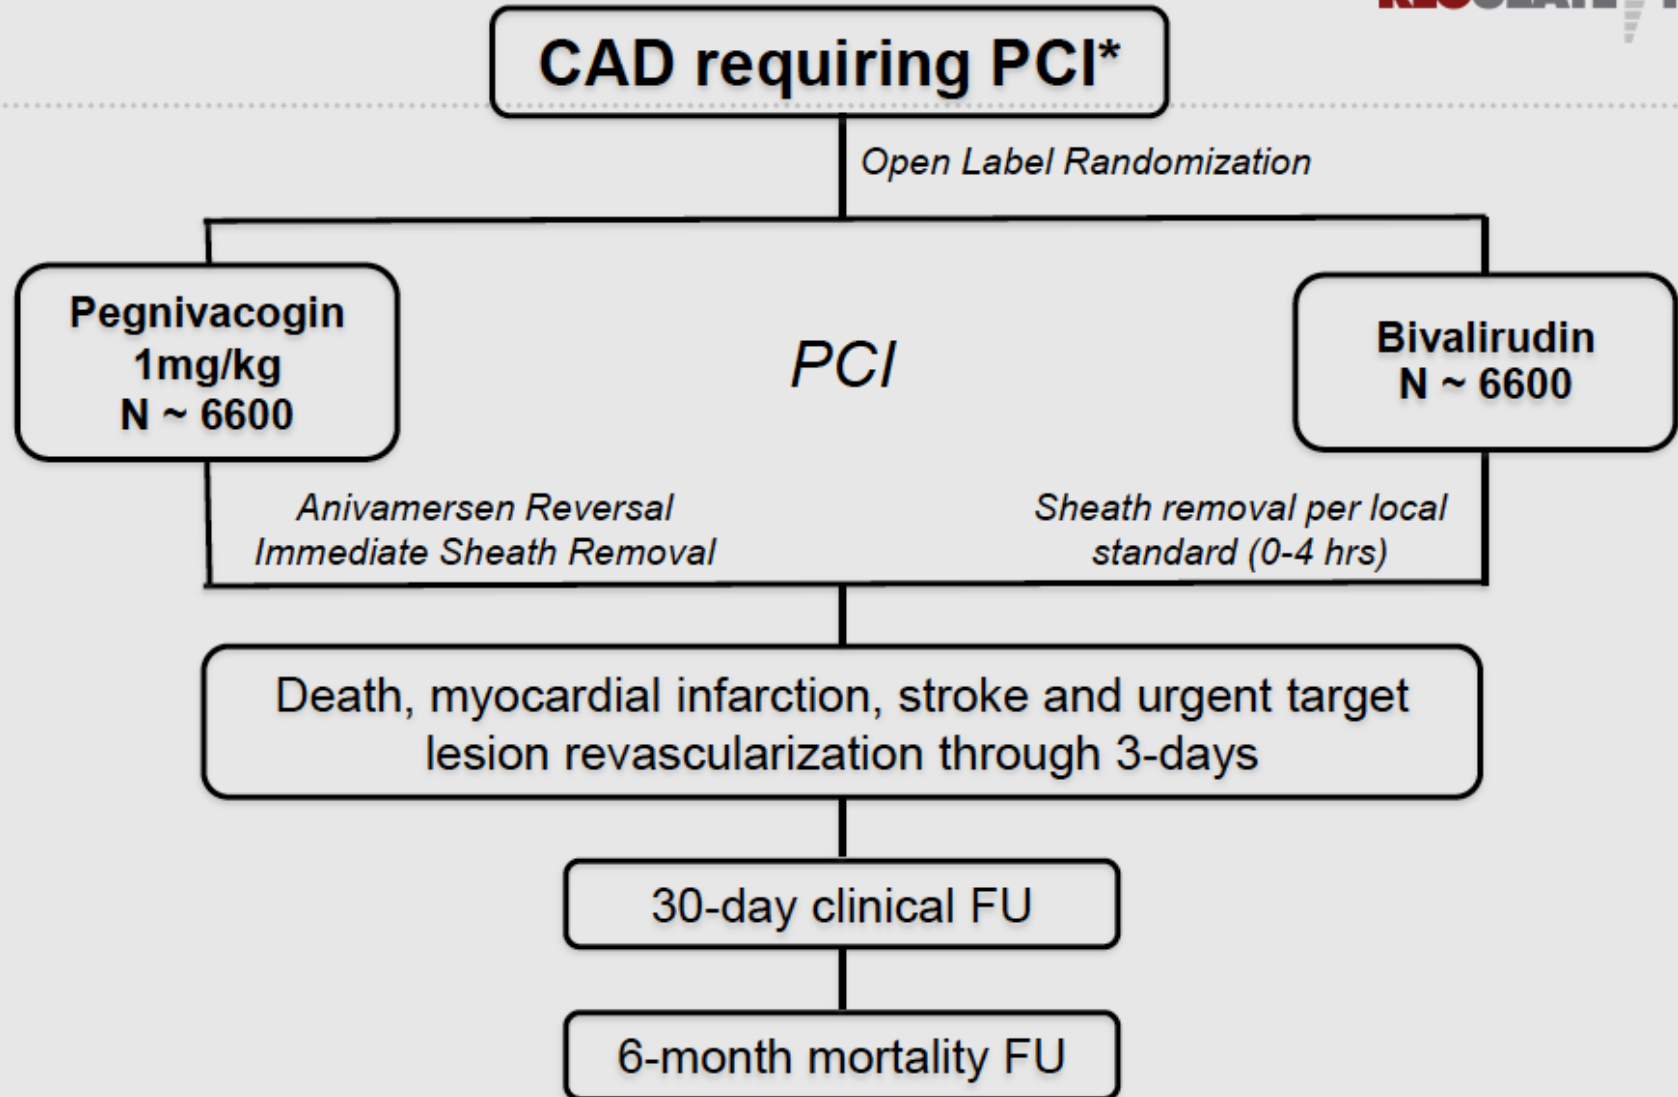 CAD requiring PCI*
Open Label Randomization
Pegnivacogin
1mg/kg
N ~ 6600
PCI
Bivalirudin
N ~ 6600
Anivamersen Reversal
Immediate Sheath Removal
Sheath removal per local
standard (0-4 hrs)
Death, myocardial infarction, stroke and urgent target
lesion revascularization through 3-days
30-day clinical FU
6-month mortality FU